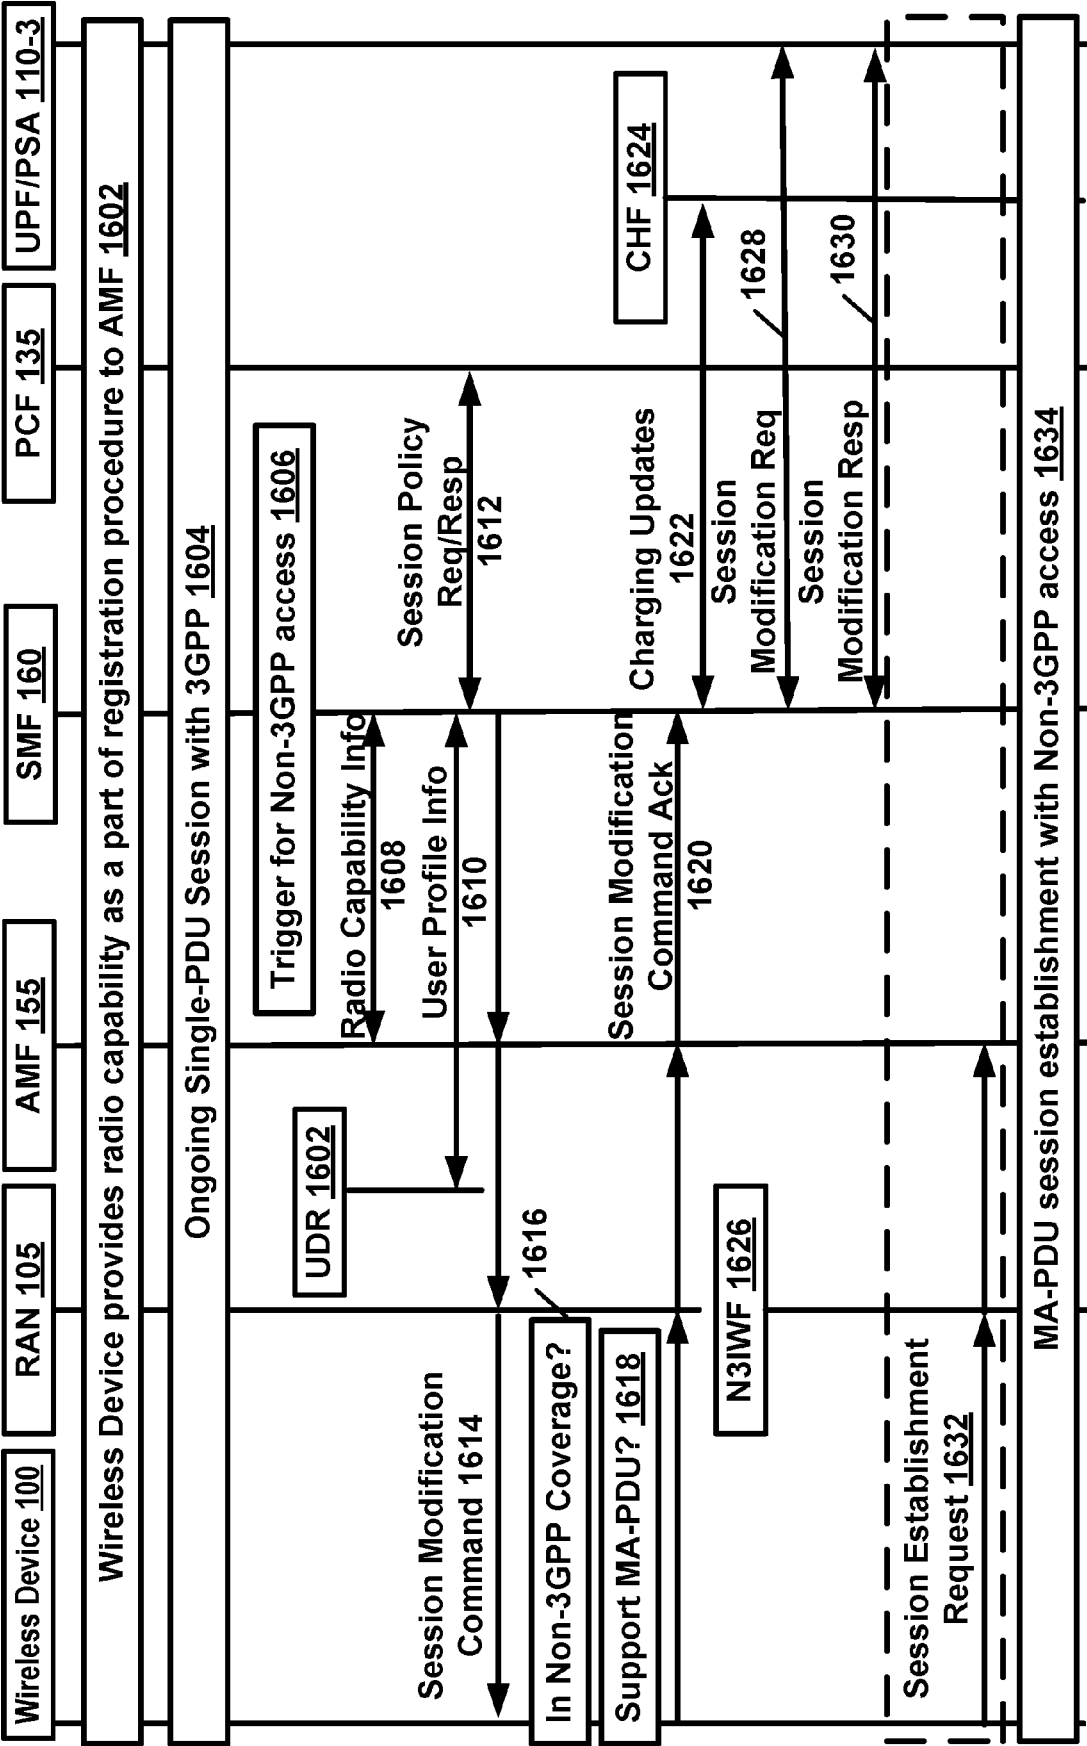 Wireless Device 100
RAN 105
AMF 155
SMF 160
PCF 135
UPF/PSA 110-3
Wireless Device provides radio capability as a part of registration procedure to AMF 1602
Ongoing Single-PDU Session with 3GPP 1604
Trigger for Non-3GPP access 1606
UDR 1602
Radio Capability Info
1608
Session Policy
Req/Resp
1612
User Profile Info
1610
Session Modification
Command 1614
1616
In Non-3GPP Coverage?
Support MA-PDU? 1618
Session Modification
Command Ack
1620
CHF 1624
Charging Updates
1622
N3IWF 1626
Session
Modification Req
1628
Session
Modification Resp
1630
Session Establishment
Request 1632
MA-PDU session establishment with Non-3GPP access 1634